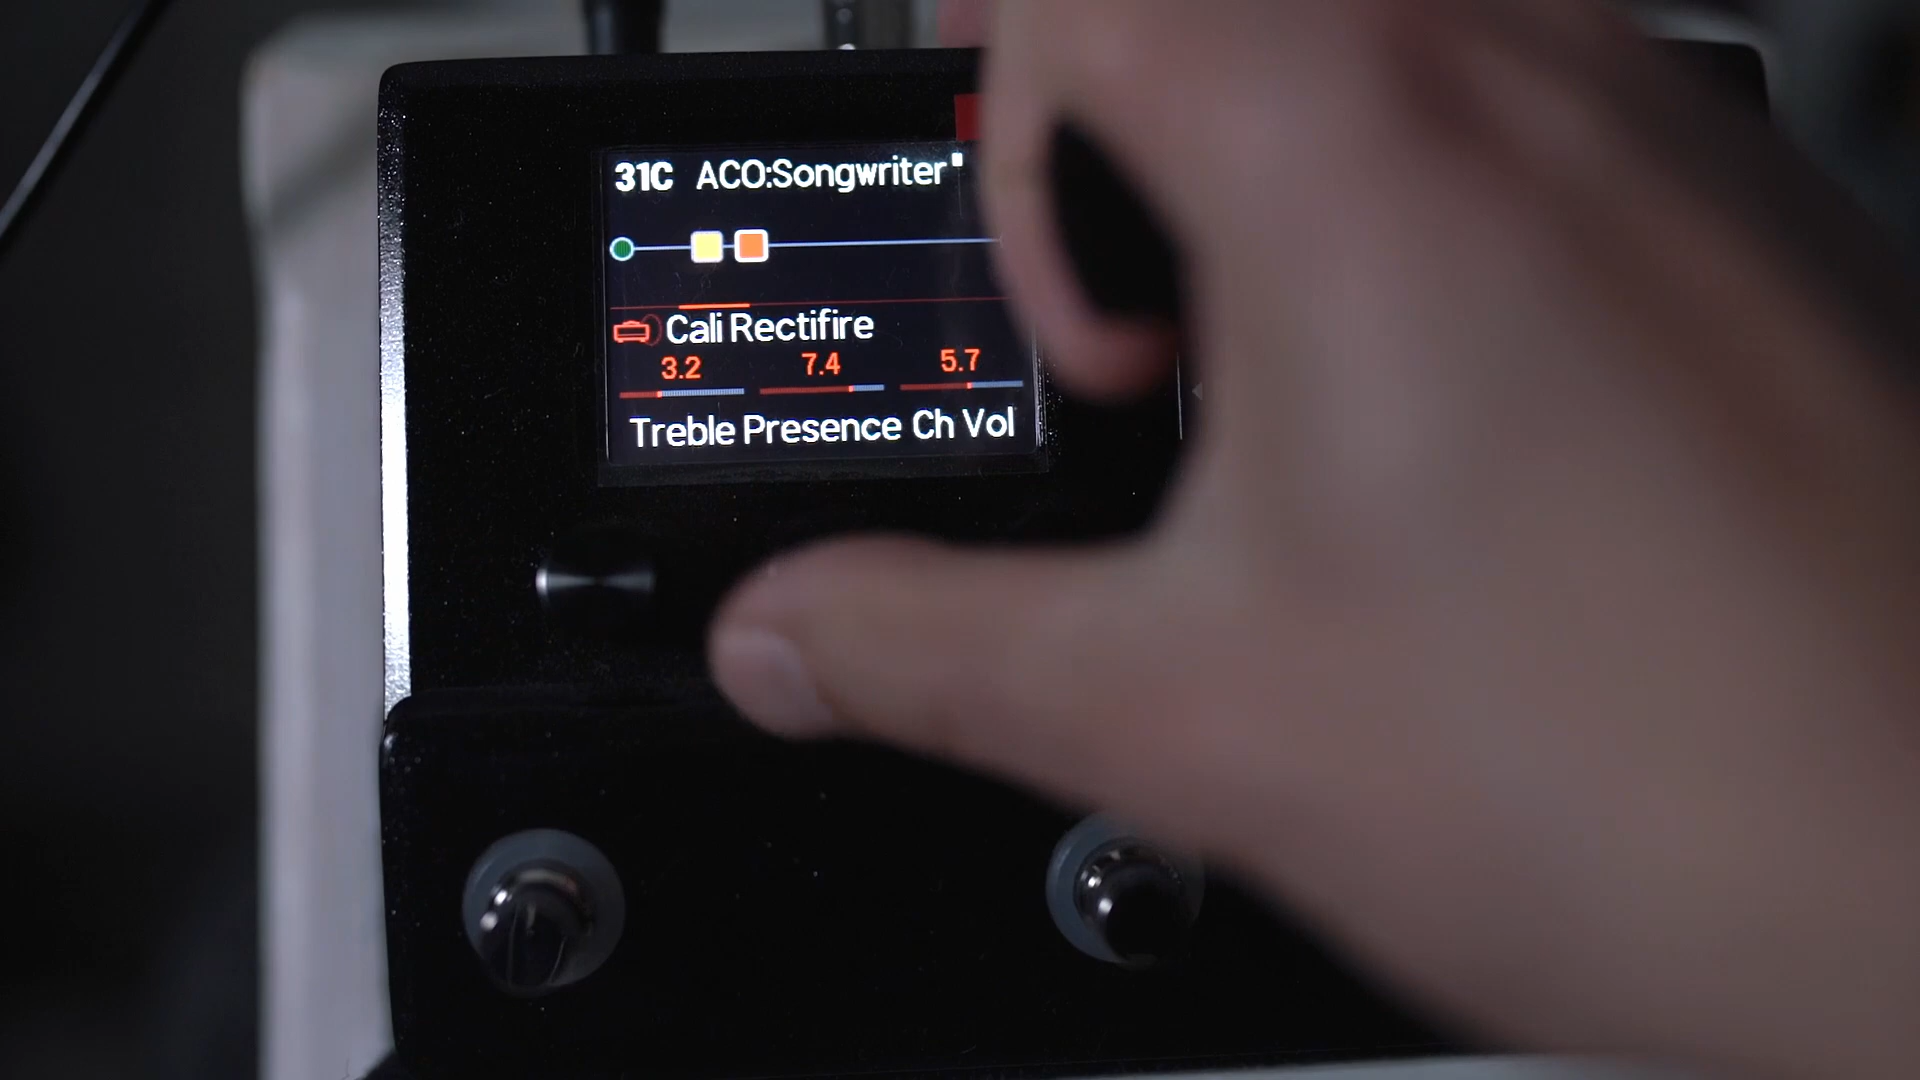 31C ACO:Songwriter
Cali Rectifire
3.2 7.4 5.7
Treble Presence Ch Vol